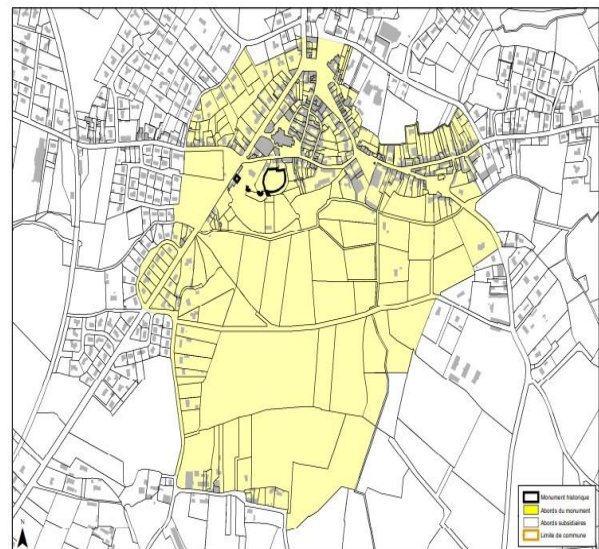 Monument historique
Abords du monument
Abords subsidiaires
Limite de commune
N